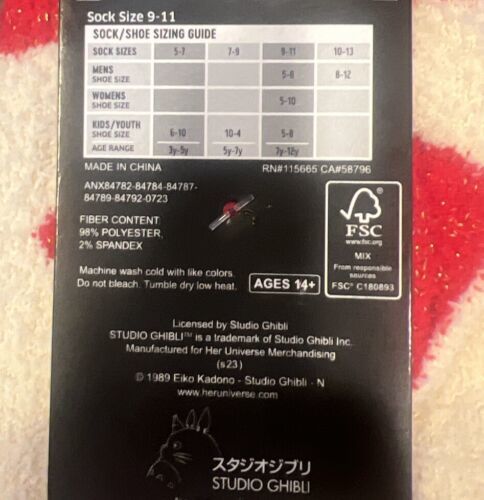 Sock Size 9-11
SOCK/SHOE SIZING GUIDE
SOCK SIZES 5-7 7-9 9-11 10-13
MENS SHOE SIZE 5-8 8-12
WOMENS SHOE SIZE 5-10
KIDS/YOUTH SHOE SIZE 6-10 10-4 5-8
AGE RANGE 3y-5y 5y-7y 7y-12y
MADE IN CHINA RN#115665 CA#58796
ANX84782-84784-84787-
84789-84792-0723
FIBER CONTENT:
98% POLYESTER,
2% SPANDEX
Machine wash cold with like colors.
Do not bleach. Tumble dry low heat.
AGES 14+
FSC
www.fsc.org
MIX
From responsible
sources
FSC® C180893
Licensed by Studio Ghibli
STUDIO GHIBLI™ is a trademark of Studio Ghibli Inc.
Manufactured for Her Universe Merchandising
(s23)
© 1989 Eiko Kadono - Studio Ghibli - N
www.heruniverse.com
スタジオジブリ
STUDIO GHIBLI